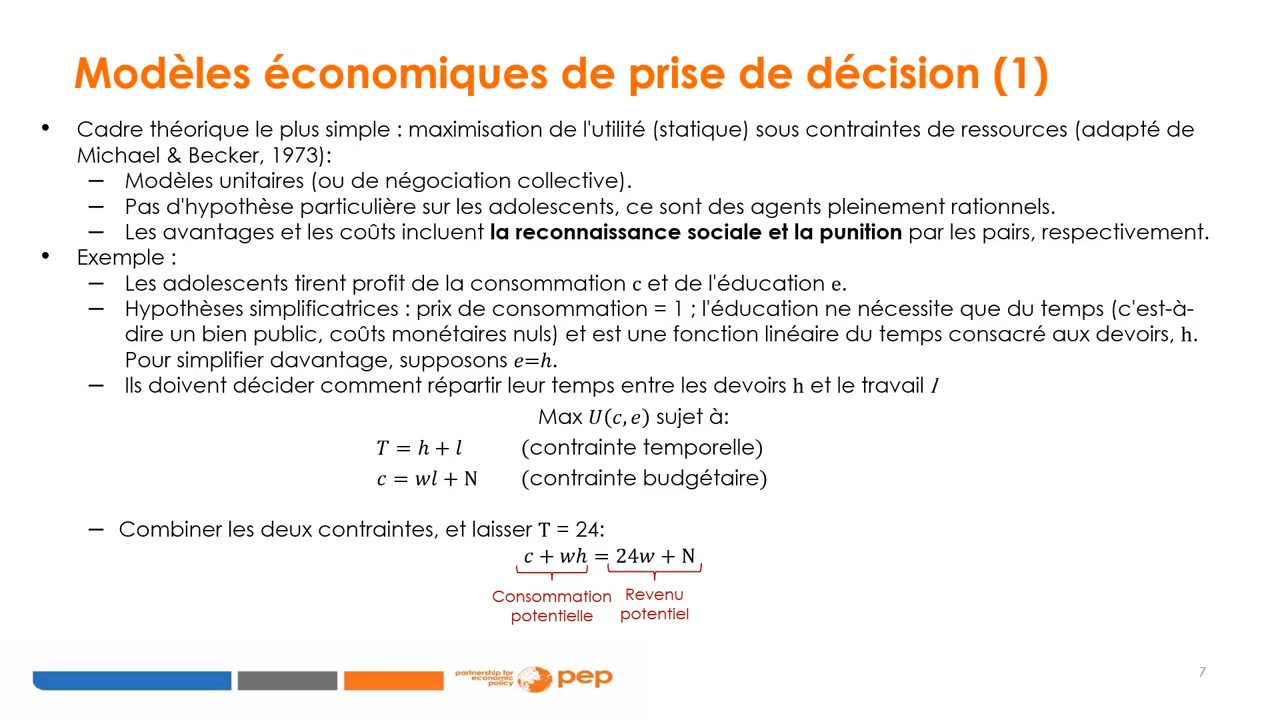 Modèles économiques de prise de décision (1)
• Cadre théorique le plus simple : maximisation de l'utilité (statique) sous contraintes de ressources (adapté de
Michael & Becker, 1973):
– Modèles unitaires (ou de négociation collective).
– Pas d'hypothèse particulière sur les adolescents, ce sont des agents pleinement rationnels.
– Les avantages et les coûts incluent la reconnaissance sociale et la punition par les pairs, respectivement.
• Exemple :
– Les adolescents tirent profit de la consommation c et de l'éducation e.
– Hypothèses simplificatrices : prix de consommation = 1 ; l'éducation ne nécessite que du temps (c'est-à-
dire un bien public, coûts monétaires nuls) et est une fonction linéaire du temps consacré aux devoirs, h.
Pour simplifier davantage, supposons e=h.
– Ils doivent décider comment répartir leur temps entre les devoirs h et le travail l
Max U(c, e) sujet à:
T = h + l (contrainte temporelle)
c = wl + N (contrainte budgétaire)
– Combiner les deux contraintes, et laisser T = 24:
c + wh = 24w + N
Consommation potentielle
Revenu potentiel
partnership for
economic
policy
pep
7